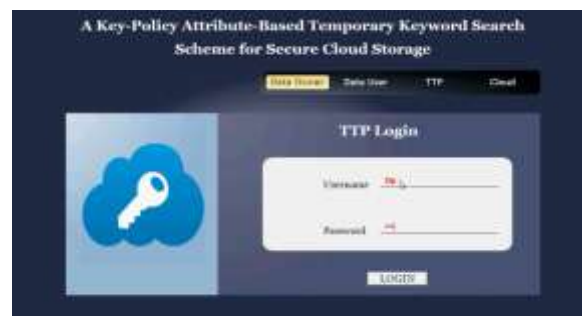 A Key-Policy Attribute-Based Temporary Keyword Search
Scheme for Secure Cloud Storage
Data Owner Data User TTP Cloud
TTP Login
Username
Password
LOGIN